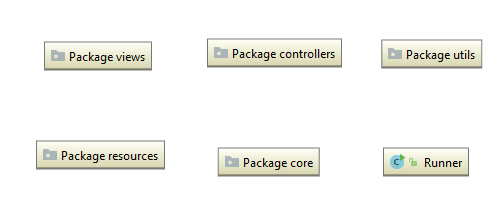 Package views
Package controllers
Package utils
Package resources
Package core
C Runner